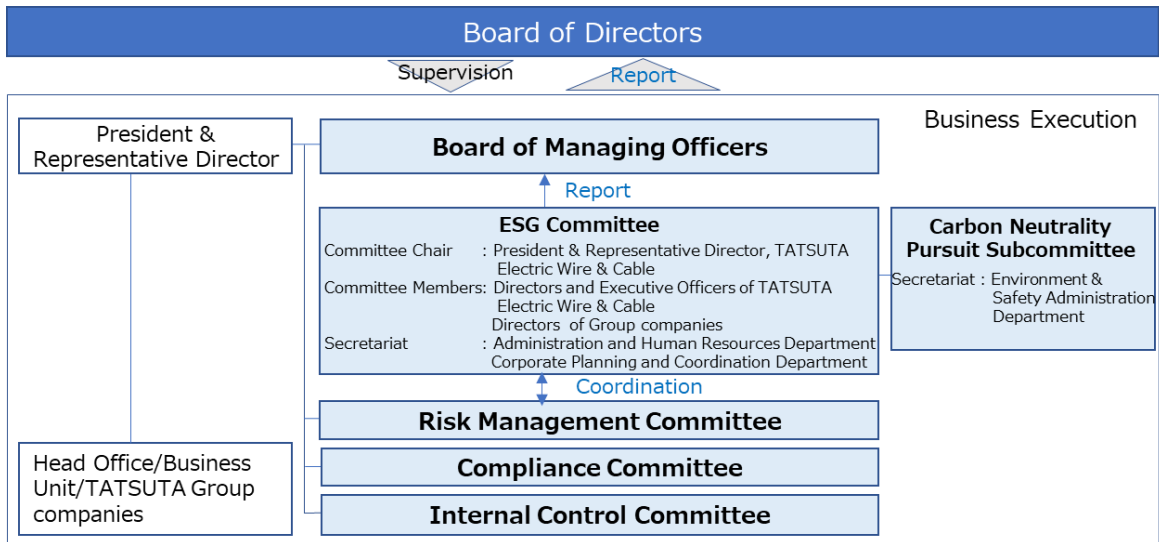 Board of Directors
Supervision
Report
Business Execution
President &
Representative Director
Board of Managing Officers
Report
ESG Committee
Committee Chair : President & Representative Director, TATSUTA
Electric Wire & Cable
Committee Members: Directors and Executive Officers of TATSUTA
Electric Wire & Cable
Directors of Group companies
Secretariat : Administration and Human Resources Department
Corporate Planning and Coordination Department
Carbon Neutrality
Pursuit Subcommittee
Secretariat : Environment &
Safety Administration
Department
Coordination
Risk Management Committee
Head Office/Business
Unit/TATSUTA Group
companies
Compliance Committee
Internal Control Committee